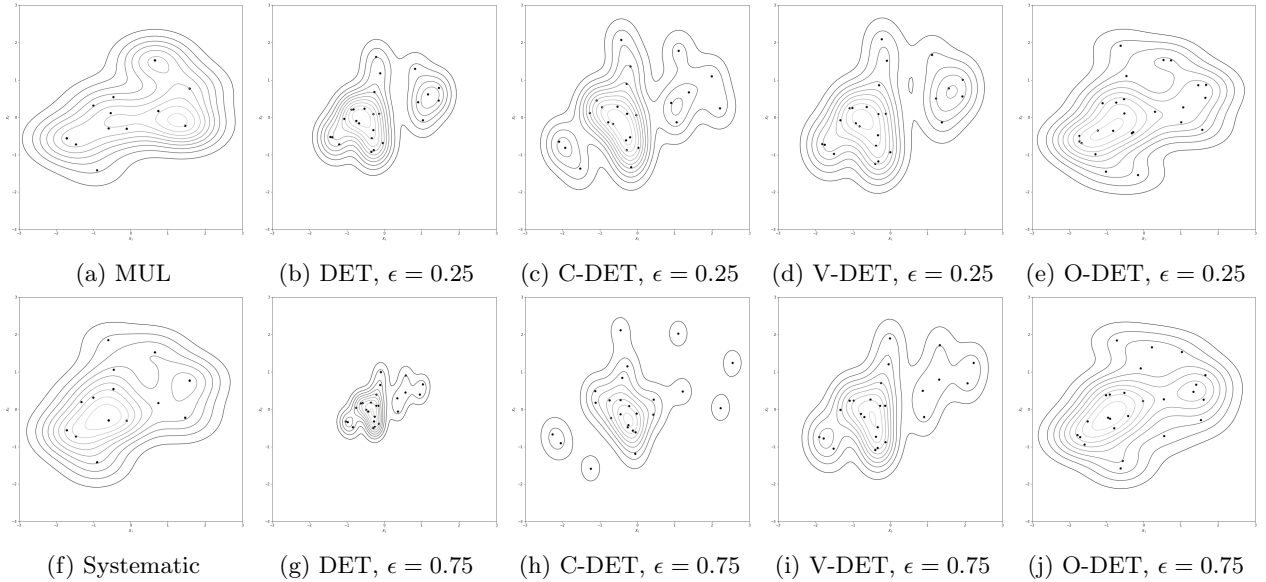 (a) MUL
(b) DET, ϵ = 0.25
(c) C-DET, ϵ = 0.25
(d) V-DET, ϵ = 0.25
(e) O-DET, ϵ = 0.25
(f) Systematic
(g) DET, ϵ = 0.75
(h) C-DET, ϵ = 0.75
(i) V-DET, ϵ = 0.75
(j) O-DET, ϵ = 0.75